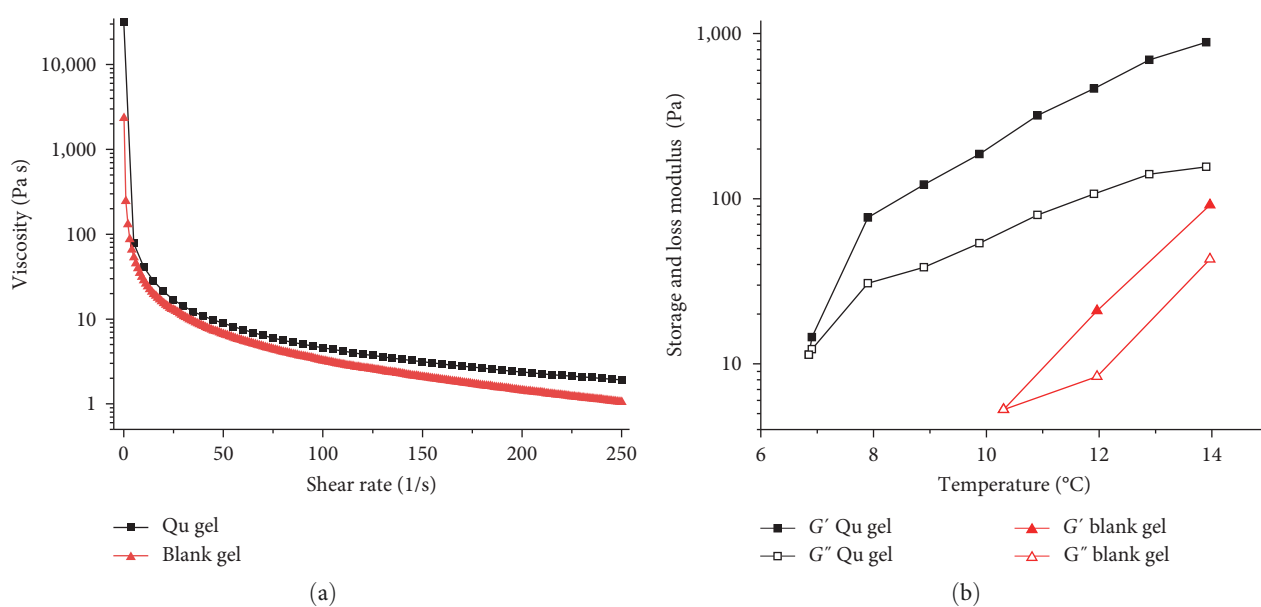 10,000
1,000
100
10
1
Viscosity (Pa s)
0
50
100
150
200
250
Shear rate (1/s)
Qu gel
Blank gel
(a)
1,000
100
10
Storage and loss modulus (Pa)
6
8
10
12
14
Temperature (°C)
G′ Qu gel
G″ Qu gel
G′ blank gel
G″ blank gel
(b)